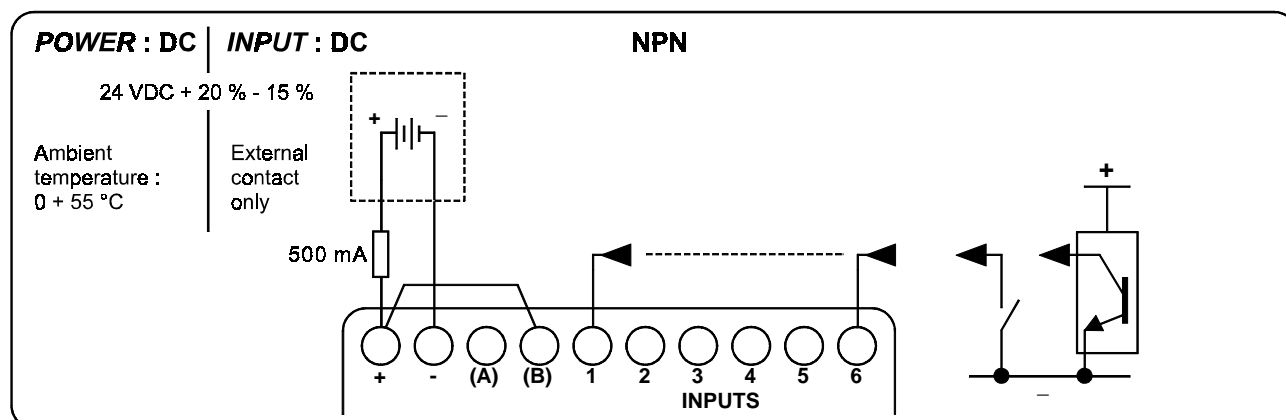 POWER : DC | INPUT : DC
NPN
24 VDC + 20 % - 15 %
+ –
Ambient
temperature :
0 + 55 °C
External
contact
only
500 mA
+
+ - (A) (B) 1 2 3 4 5 6
INPUTS
–